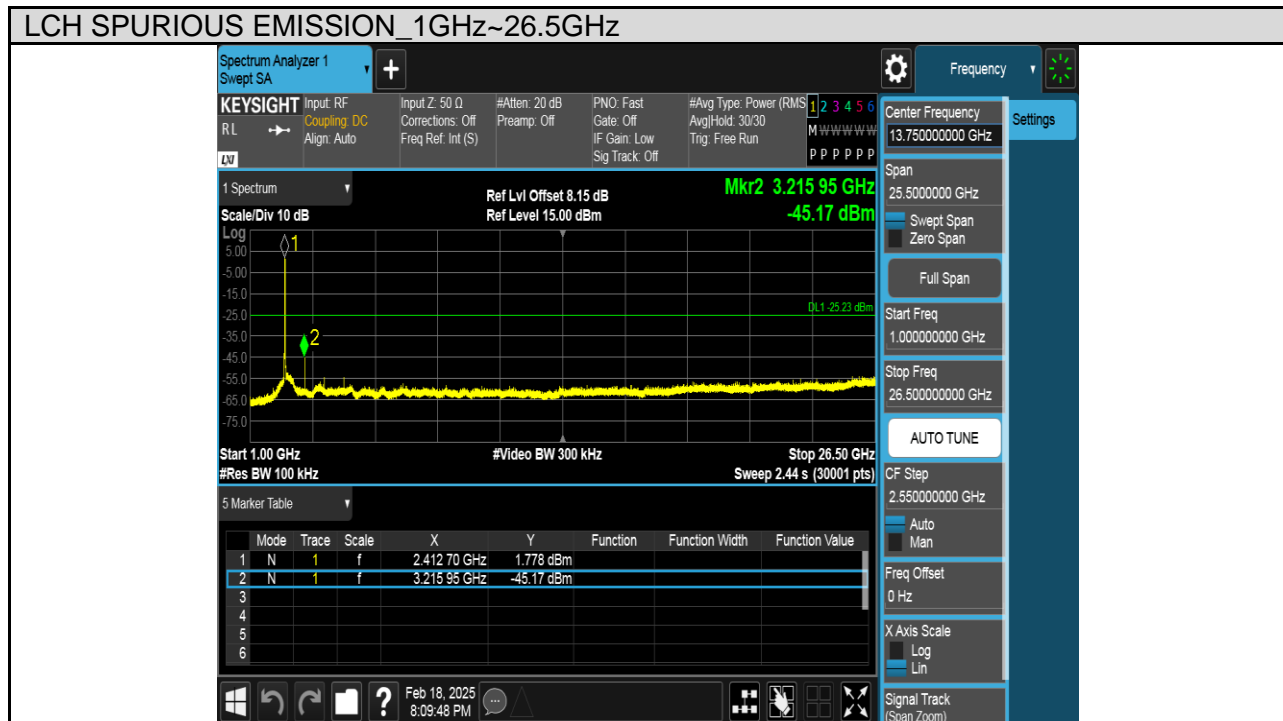 LCH SPURIOUS EMISSION_1GHz~26.5GHz
Spectrum Analyzer 1
Swept SA
Frequency
KEYSIGHT Input: RF Input Z: 50 Ω #Atten: 20 dB PNO: Fast #Avg Type: Power (RMS 1 2 3 4 5 6
RL Coupling: DC Corrections: Off Preamp: Off Gate: Off Avg|Hold: 30/30 M W W W W W
Align: Auto Freq Ref: Int (S) IF Gain: Low Trig: Free Run
LXI Sig Track: Off P P P P P P
1 Spectrum
Scale/Div 10 dB
Ref Lvl Offset 8.15 dB
Ref Level 15.00 dBm
Mkr2 3.215 95 GHz
-45.17 dBm
Log
5.00
-5.00
-15.0
-25.0
-35.0
-45.0
-55.0
-65.0
-75.0
1
2
DL1 -25.23 dBm
Start 1.00 GHz #Video BW 300 kHz Stop 26.50 GHz
#Res BW 100 kHz Sweep 2.44 s (30001 pts)
5 Marker Table
Mode Trace Scale X Y Function Function Width Function Value
1 N 1 f 2.412 70 GHz 1.778 dBm
2 N 1 f 3.215 95 GHz -45.17 dBm
3
4
5
6
Feb 18, 2025
8:09:48 PM
?
Center Frequency
13.750000000 GHz
Settings
Span
25.5000000 GHz
Swept Span
Zero Span
Full Span
Start Freq
1.000000000 GHz
Stop Freq
26.500000000 GHz
AUTO TUNE
CF Step
2.550000000 GHz
Auto
Man
Freq Offset
0 Hz
X Axis Scale
Log
Lin
Signal Track
(Span Zoom)